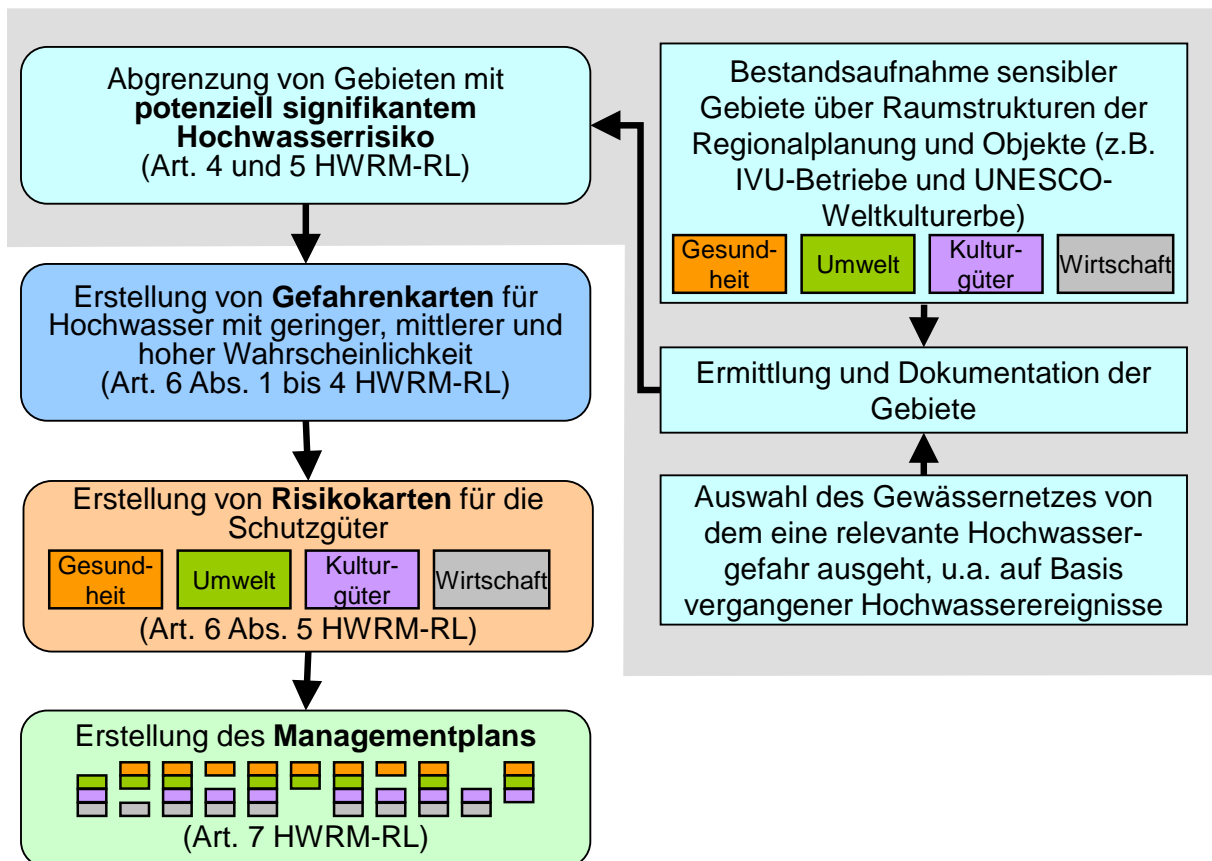 Abgrenzung von Gebieten mit
potenziell signifikantem
Hochwasserrisiko
(Art. 4 und 5 HWRM-RL)
Erstellung von Gefahrenkarten für
Hochwasser mit geringer, mittlerer und
hoher Wahrscheinlichkeit
(Art. 6 Abs. 1 bis 4 HWRM-RL)
Erstellung von Risikokarten für die
Schutzgüter
Gesund-
heit
Umwelt
Kultur-
güter
Wirtschaft
(Art. 6 Abs. 5 HWRM-RL)
Erstellung des Managementplans
(Art. 7 HWRM-RL)
Bestandsaufnahme sensibler
Gebiete über Raumstrukturen der
Regionalplanung und Objekte (z.B.
IVU-Betriebe und UNESCO-
Weltkulturerbe)
Gesund-
heit
Umwelt
Kultur-
güter
Wirtschaft
Ermittlung und Dokumentation der
Gebiete
Auswahl des Gewässernetzes von
dem eine relevante Hochwasser-
gefahr ausgeht, u.a. auf Basis
vergangener Hochwasserereignisse